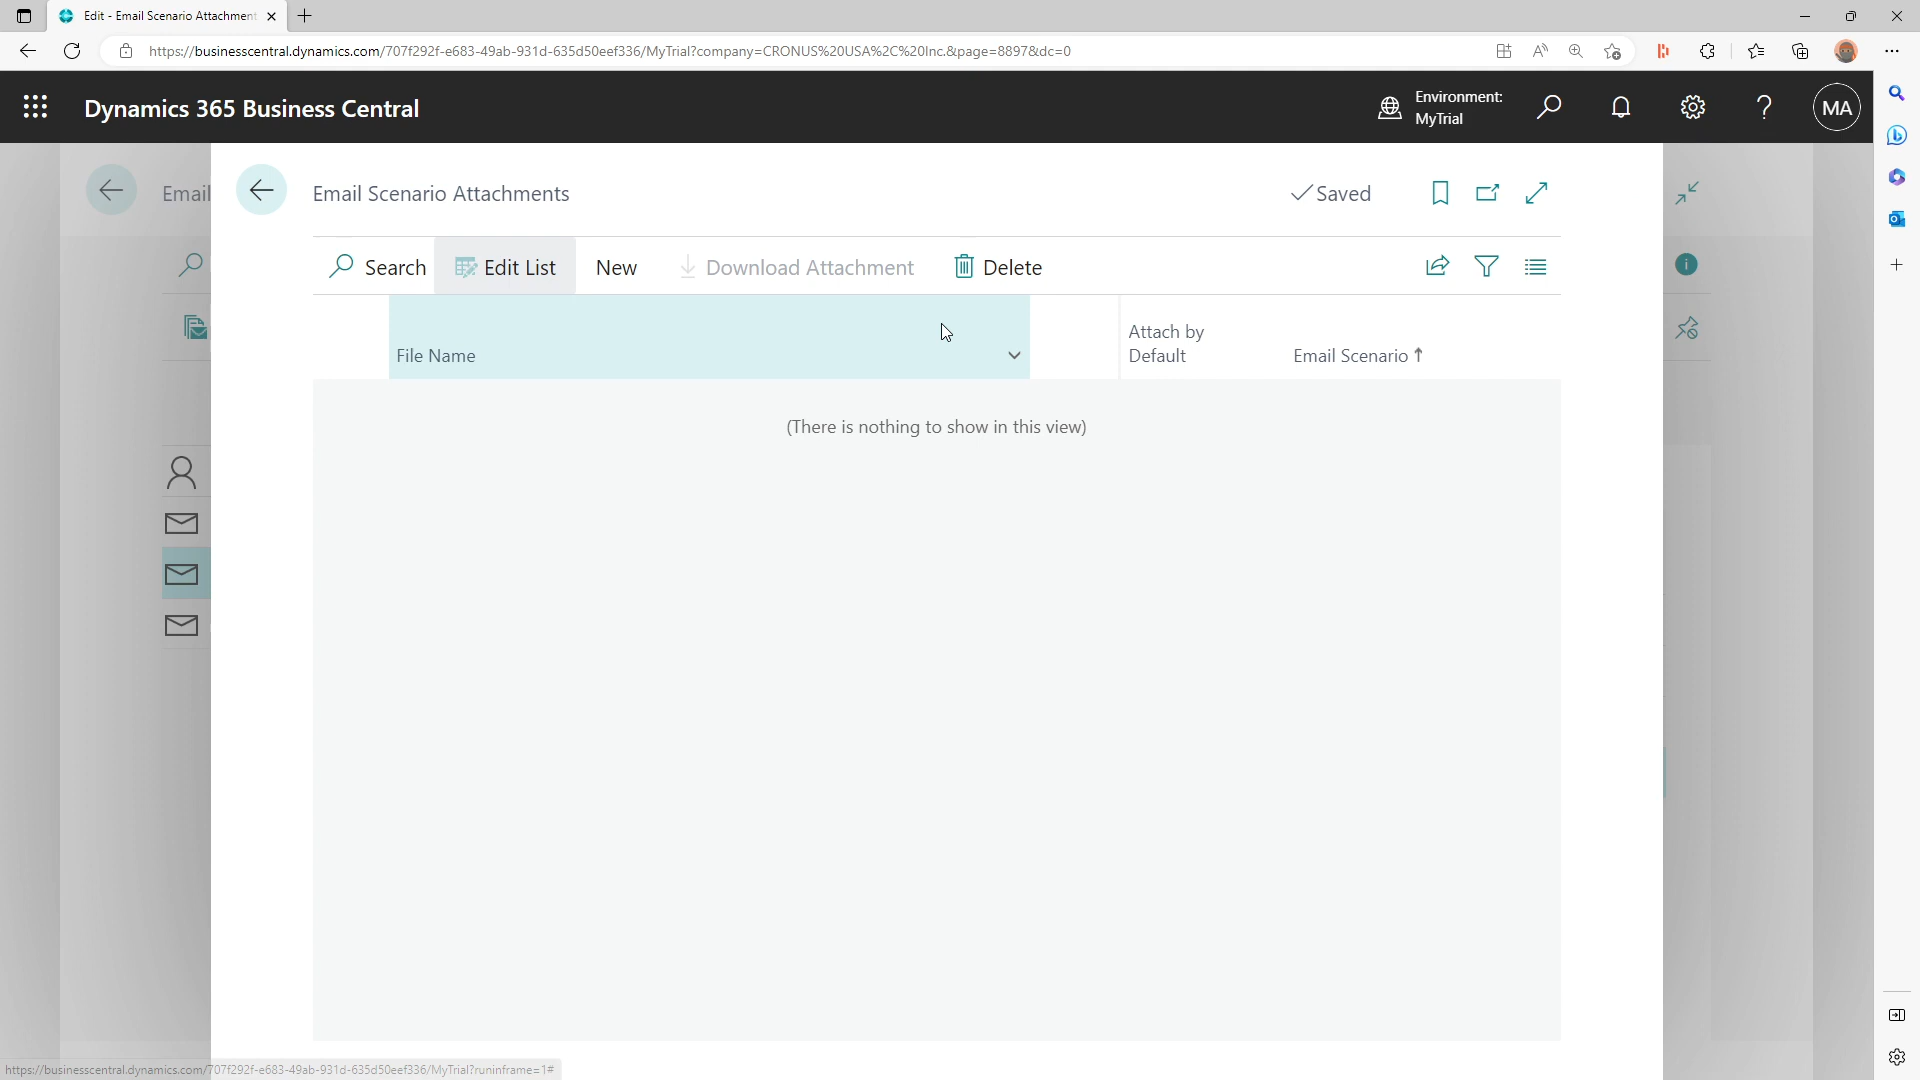 Edit - Email Scenario Attachment
https://businesscentral.dynamics.com/707f292f-e683-49ab-931d-635d50eef336/MyTrial?company=CRONUS%20USA%2C%20Inc.&page=8897&dc=0
Dynamics 365 Business Central
Environment:
MyTrial
MA
Email
Email Scenario Attachments
Saved
Search
Edit List
New
Download Attachment
Delete
File Name
Attach by
Default
Email Scenario ↑
(There is nothing to show in this view)
https://businesscentral.dynamics.com/707f292f-e683-49ab-931d-635d50eef336/MyTrial?runinframe=1#